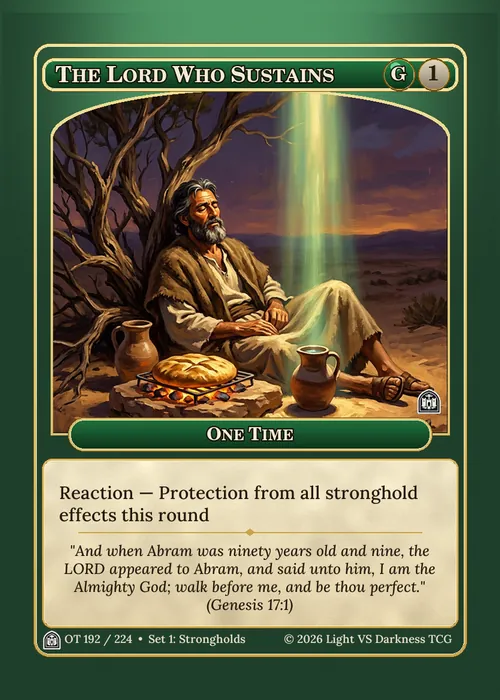 The Lord Who Sustains G 1
One Time
Reaction — Protection from all stronghold
effects this round
"And when Abram was ninety years old and nine, the
LORD appeared to Abram, and said unto him, I am the
Almighty God; walk before me, and be thou perfect."
(Genesis 17:1)
OT 192 / 224 • Set 1: Strongholds © 2026 Light VS Darkness TCG